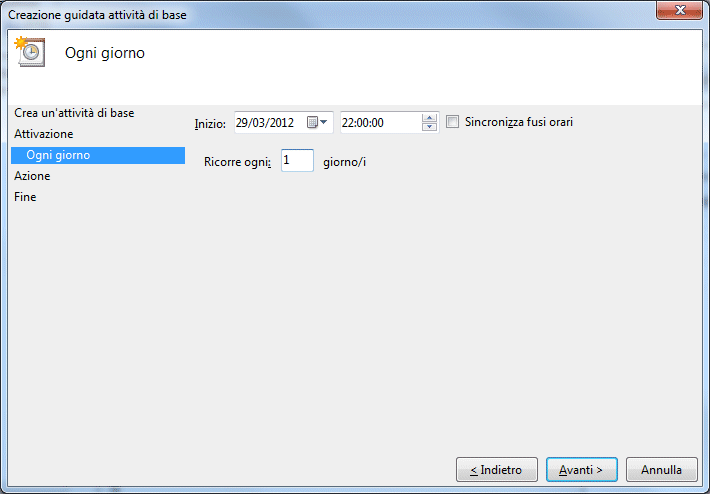 Creazione guidata attività di base
Ogni giorno
Crea un'attività di base
Attivazione
Ogni giorno
Azione
Fine
Inizio: 29/03/2012 22:00:00 Sincronizza fusi orari
Ricorre ogni: 1 giorno/i
< Indietro Avanti > Annulla